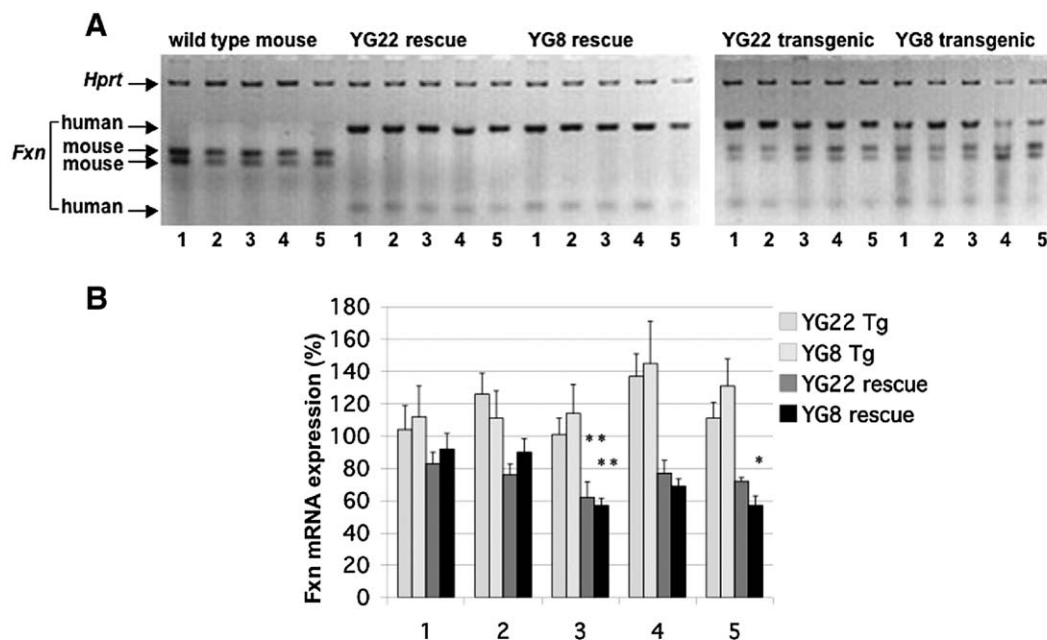 A
wild type mouse YG22 rescue YG8 rescue YG22 transgenic YG8 transgenic
Hprt
human
Fxn mouse
mouse
human
1 2 3 4 5 1 2 3 4 5 1 2 3 4 5 1 2 3 4 5 1 2 3 4 5
B
Fxn mRNA expression (%)
180
160
140
120
100
80
60
40
20
0
** 
**
*
1 2 3 4 5
YG22 Tg
YG8 Tg
YG22 rescue
YG8 rescue